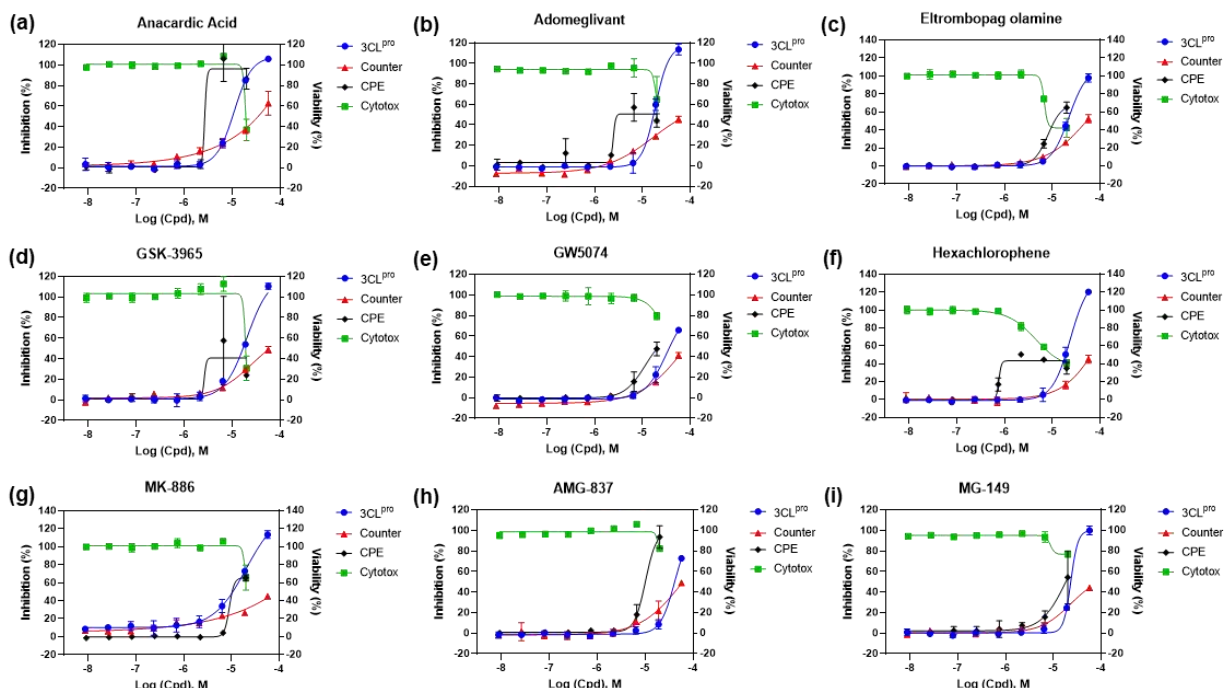 (a)
Anacardic Acid
120
100
80
60
40
20
0
-20
Inhibition (%)
120
100
80
60
40
20
0
-20
Viability (%)
-8 -7 -6 -5 -4
Log (Cpd), M
3CLpro
Counter
CPE
Cytotox
(b)
Adomeglivant
120
100
80
60
40
20
0
-20
Inhibition (%)
120
100
80
60
40
20
0
-20
Viability (%)
-8 -7 -6 -5 -4
Log (Cpd), M
3CLpro
Counter
CPE
Cytotox
(c)
Eltrombopag olamine
140
120
100
80
60
40
20
0
-20
Inhibition (%)
140
120
100
80
60
40
20
0
-20
Viability (%)
-8 -7 -6 -5 -4
Log (Cpd), M
3CLpro
Counter
CPE
Cytotox
(d)
GSK-3965
120
100
80
60
40
20
0
-20
Inhibition (%)
120
100
80
60
40
20
0
-20
Viability (%)
-8 -7 -6 -5 -4
Log (Cpd), M
3CLpro
Counter
CPE
Cytotox
(e)
GW5074
120
100
80
60
40
20
0
-20
Inhibition (%)
120
100
80
60
40
20
0
-20
Viability (%)
-8 -7 -6 -5 -4
Log (Cpd), M
3CLpro
Counter
CPE
Cytotox
(f)
Hexachlorophene
140
120
100
80
60
40
20
0
-20
Inhibition (%)
140
120
100
80
60
40
20
0
-20
Viability (%)
-8 -7 -6 -5 -4
Log (Cpd), M
3CLpro
Counter
CPE
Cytotox
(g)
MK-886
140
120
100
80
60
40
20
0
-20
Inhibition (%)
140
120
100
80
60
40
20
0
-20
Viability (%)
-8 -7 -6 -5 -4
Log (Cpd), M
3CLpro
Counter
CPE
Cytotox
(h)
AMG-837
120
100
80
60
40
20
0
-20
Inhibition (%)
120
100
80
60
40
20
0
-20
Viability (%)
-8 -7 -6 -5 -4
Log (Cpd), M
3CLpro
Counter
CPE
Cytotox
(i)
MG-149
120
100
80
60
40
20
0
-20
Inhibition (%)
120
100
80
60
40
20
0
-20
Viability (%)
-8 -7 -6 -5 -4
Log (Cpd), M
3CLpro
Counter
CPE
Cytotox